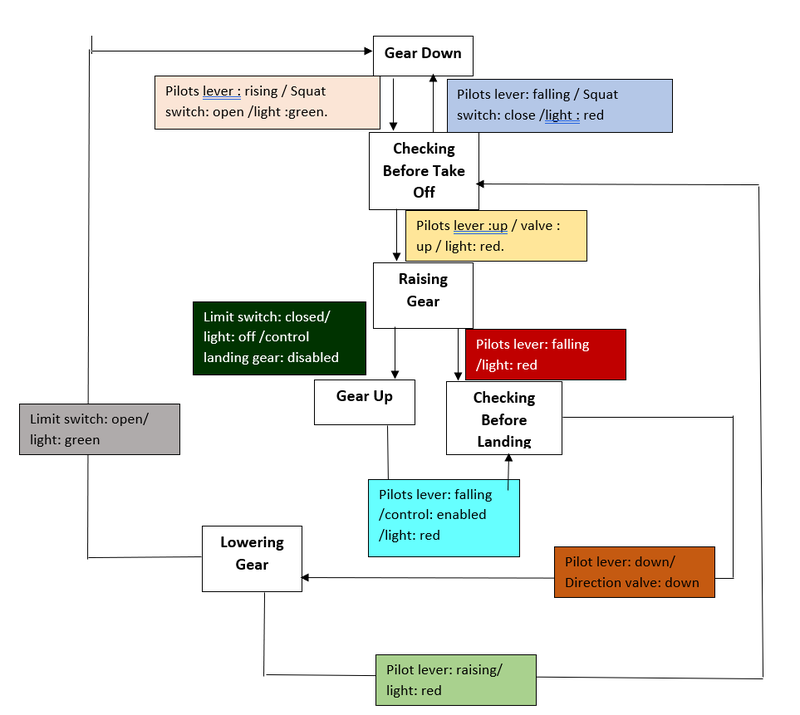 Gear Down
Pilots lever : rising / Squat
switch: open /light :green.
Pilots lever: falling / Squat
switch: close /light : red
Checking
Before Take
Off
Pilots lever :up / valve :
up / light: red.
Raising
Gear
Limit switch: closed/
light: off /control
landing gear: disabled
Pilots lever: falling
/light: red
Gear Up
Checking
Before
Landing
Limit switch: open/
light: green
Pilots lever: falling
/control: enabled
/light: red
Lowering
Gear
Pilot lever: down/
Direction valve: down
Pilot lever: raising/
light: red